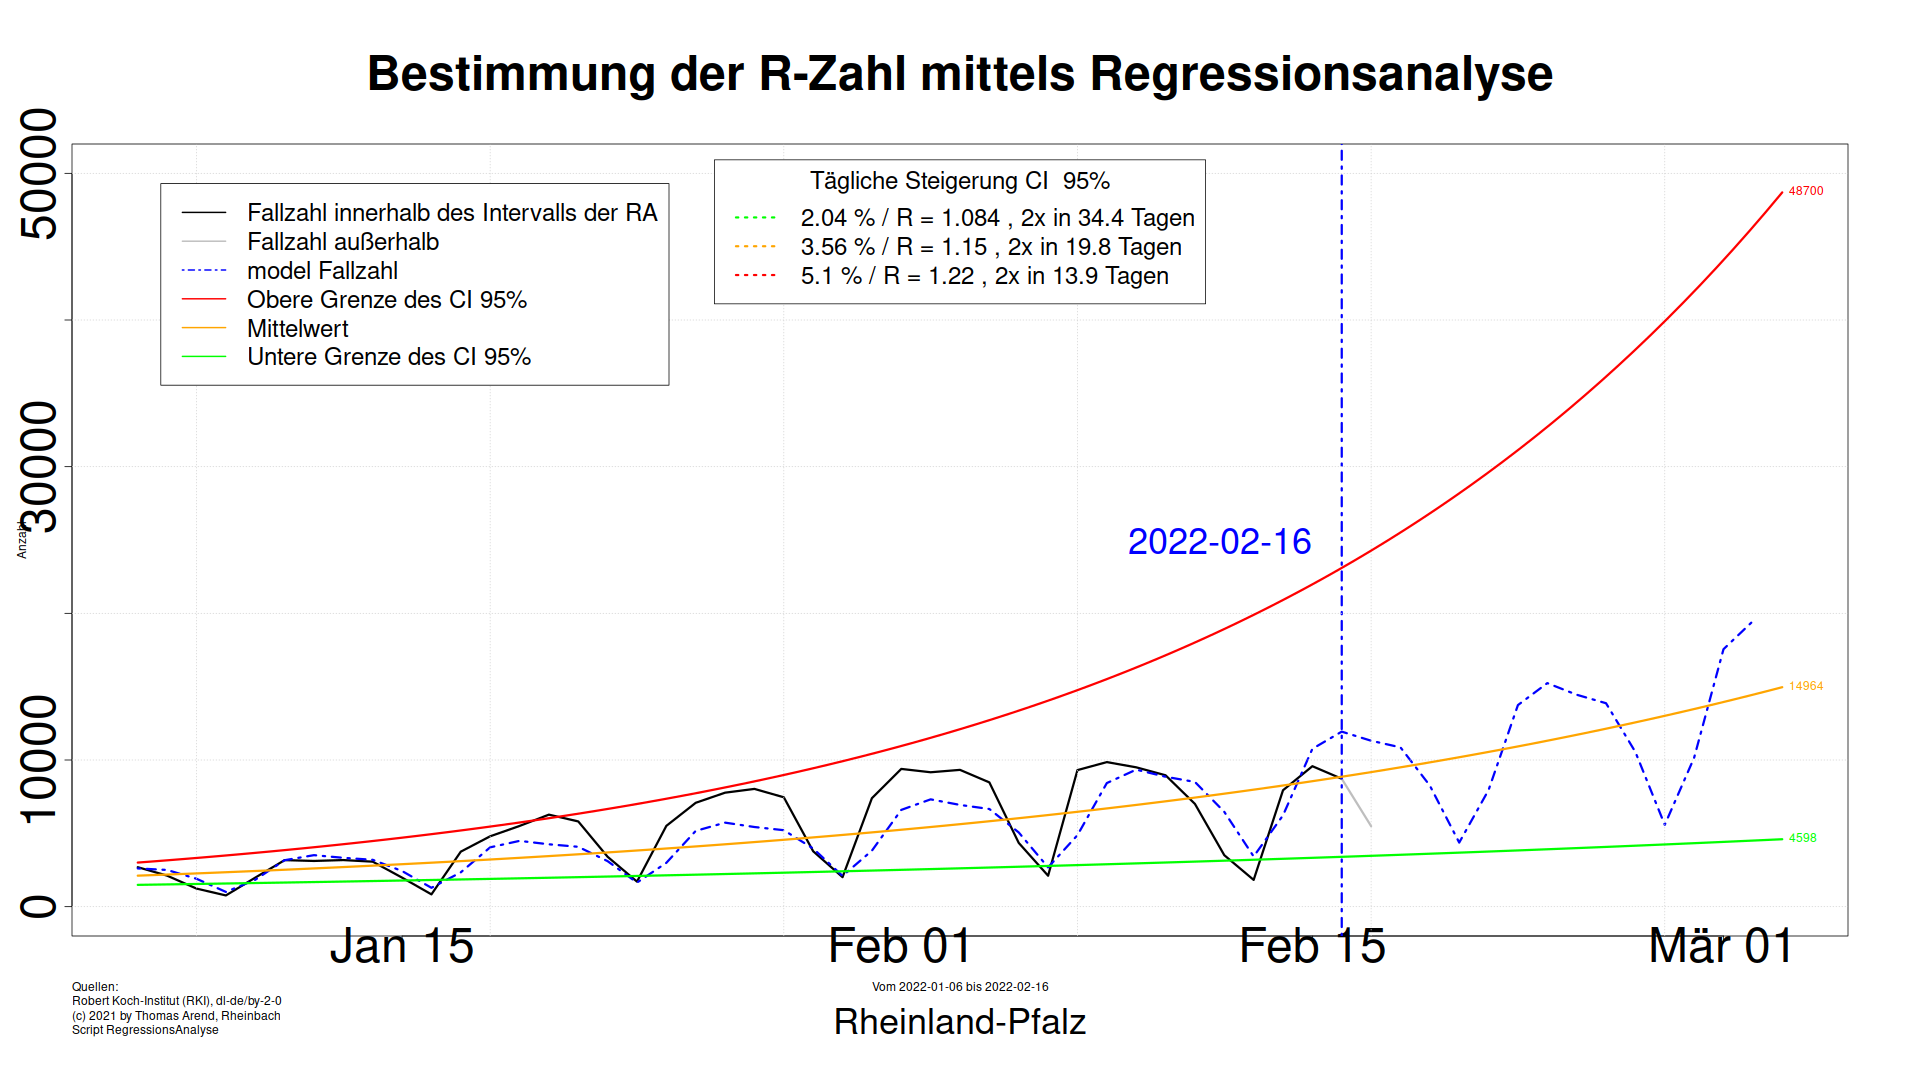 Bestimmung der R-Zahl mittels Regressionsanalyse
50000
30000
10000
0
Anzahl
Fallzahl innerhalb des Intervalls der RA
Fallzahl außerhalb
model Fallzahl
Obere Grenze des CI 95%
Mittelwert
Untere Grenze des CI 95%
Tägliche Steigerung CI 95%
2.04 % / R = 1.084 , 2x in 34.4 Tagen
3.56 % / R = 1.15 , 2x in 19.8 Tagen
5.1 % / R = 1.22 , 2x in 13.9 Tagen
48700
2022-02-16
14964
4598
Jan 15
Feb 01
Feb 15
Mär 01
Quellen:
Robert Koch-Institut (RKI), dl-de/by-2-0
(c) 2021 by Thomas Arend, Rheinbach
Script RegressionsAnalyse
Vom 2022-01-06 bis 2022-02-16
Rheinland-Pfalz